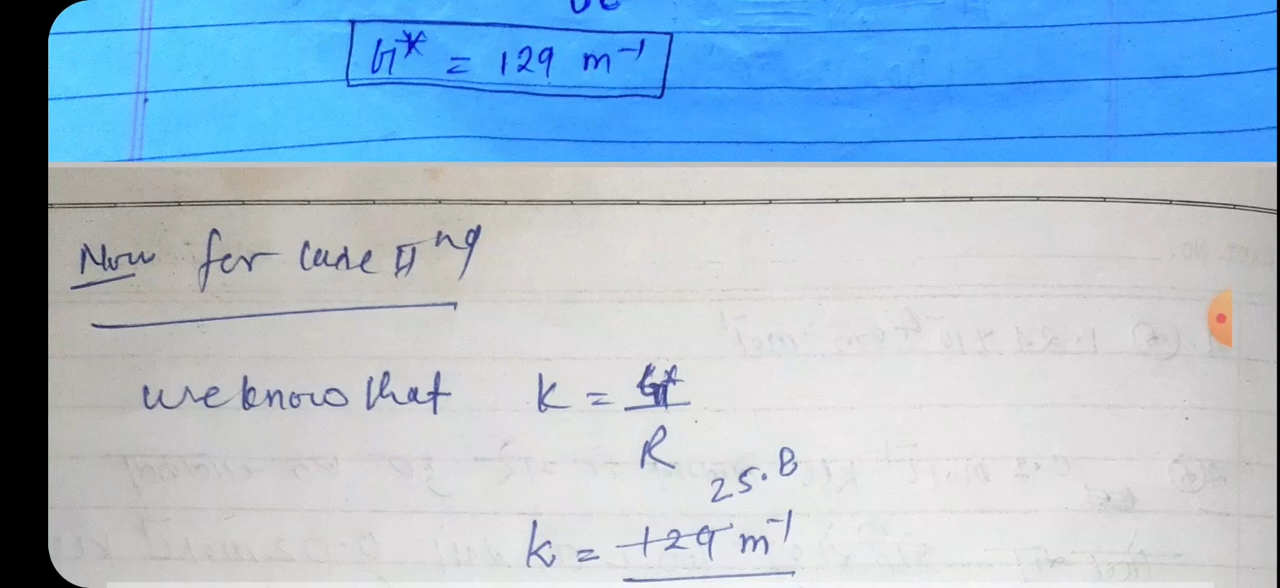 G* = 129 m⁻¹
Now for case IInd
we know that K = G*
R
25.8
k = 129 m⁻¹